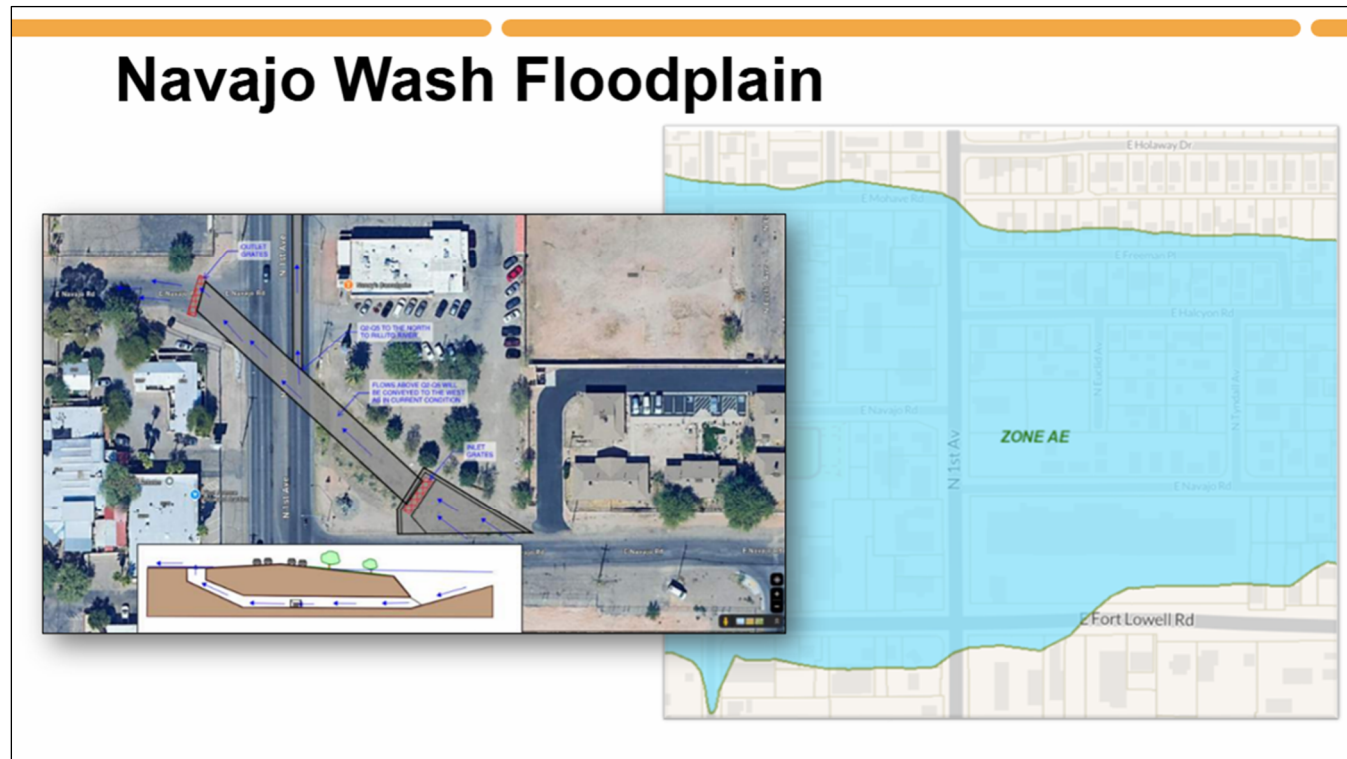 Navajo Wash Floodplain
E Holaway Dr
E Mohave Rd
E Freeman Pl
E Halcyon Rd
N Euclid Av
N Tyndall Av
E Navajo Rd
N 1st Av
ZONE AE
E Navajo Rd
E Fort Lowell Rd
OUTLET
GRATES
N 1st Ave
E Navajo Rd
E Navajo
E Navajo Rd
Q2-Q5 TO THE NORTH
TO RILLITO RIVER
FLOWS ABOVE Q2-Q5 WILL
BE CONVEYED TO THE WEST
AS IN CURRENT CONDITION
INLET
GRATES
N 1st Ave
E Navajo Rd